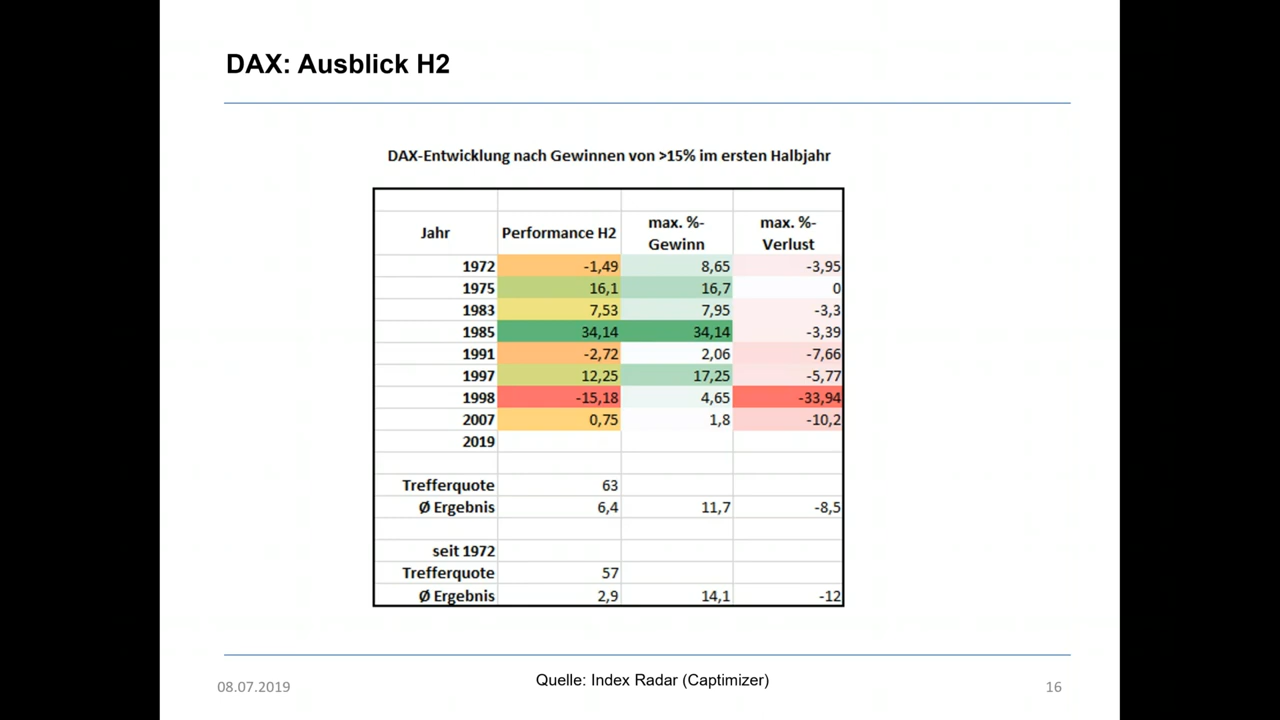 DAX: Ausblick H2
DAX-Entwicklung nach Gewinnen von >15% im ersten Halbjahr
Jahr Performance H2 max. %-Gewinn max. %-Verlust
1972 -1,49 8,65 -3,95
1975 16,1 16,7 0
1983 7,53 7,95 -3,3
1985 34,14 34,14 -3,39
1991 -2,72 2,06 -7,66
1997 12,25 17,25 -5,77
1998 -15,18 4,65 -33,94
2007 0,75 1,8 -10,2
2019
Trefferquote 63
Ø Ergebnis 6,4 11,7 -8,5
seit 1972
Trefferquote 57
Ø Ergebnis 2,9 14,1 -12
08.07.2019 Quelle: Index Radar (Captimizer) 16